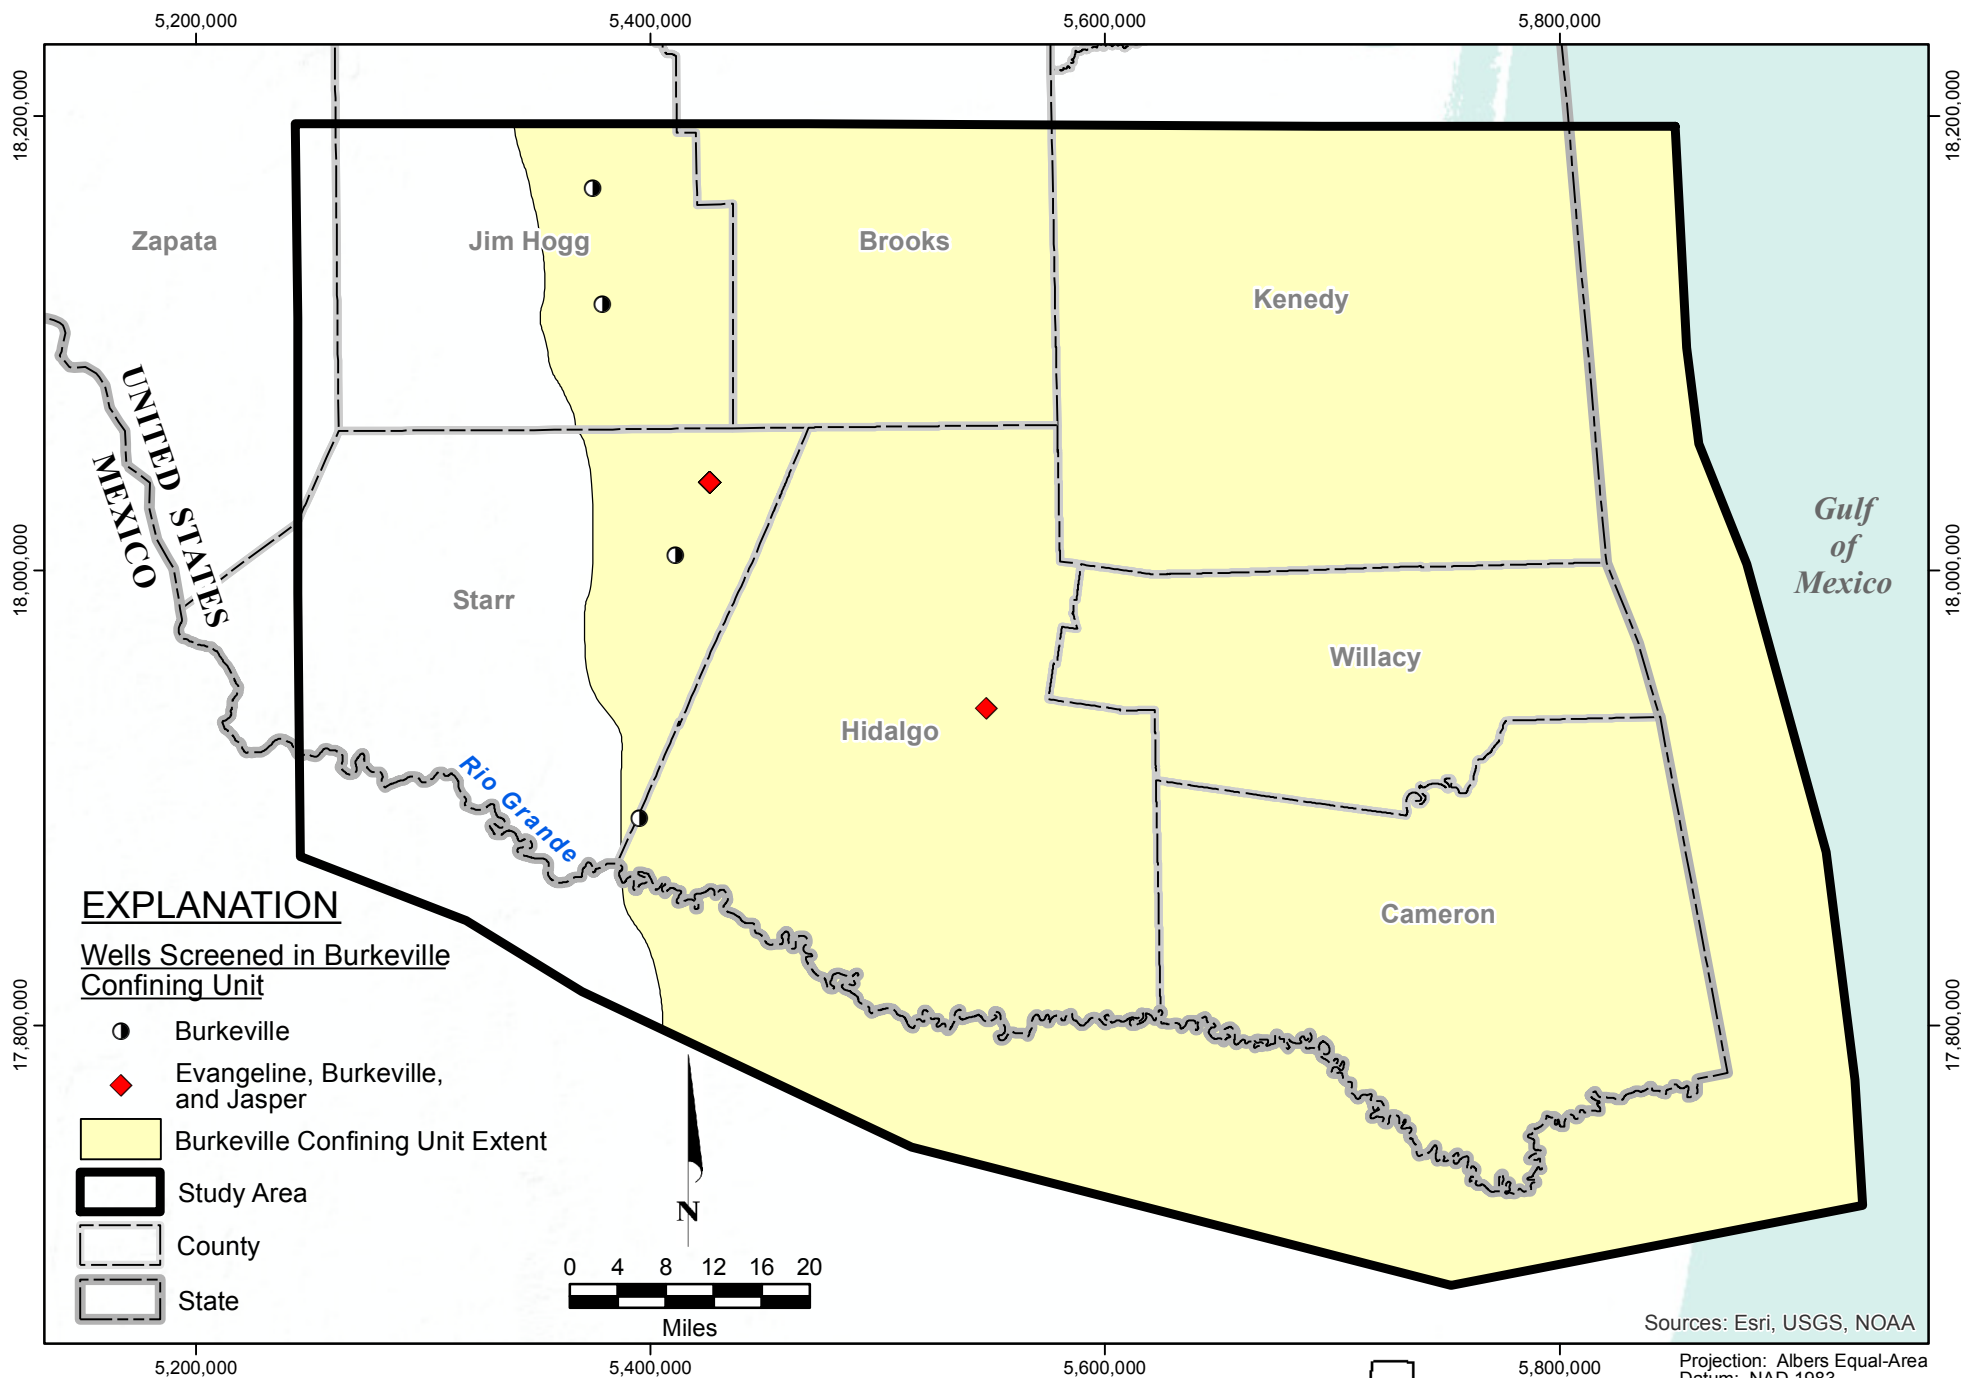 5,200,000
5,400,000
5,600,000
5,800,000
18,200,000
18,200,000
Zapata
Jim Hogg
Brooks
Kenedy
UNITED STATES
MEXICO
Gulf
of
Mexico
18,000,000
18,000,000
Starr
Willacy
Hidalgo
Rio Grande
Cameron
EXPLANATION
Wells Screened in Burkeville
Confining Unit
Burkeville
Evangeline, Burkeville,
and Jasper
Burkeville Confining Unit Extent
Study Area
County
State
17,800,000
17,800,000
N
0 4 8 12 16 20
Miles
Sources: Esri, USGS, NOAA
5,200,000
5,400,000
5,600,000
5,800,000
Projection: Albers Equal-Area
Datum: NAD 1983